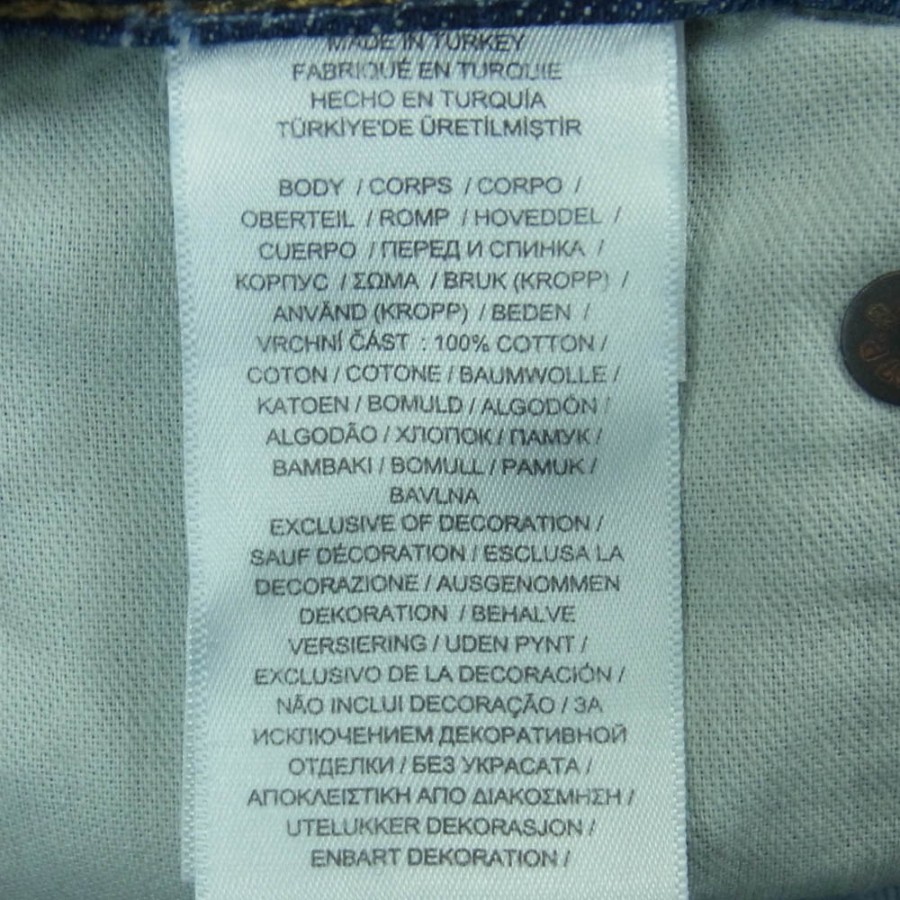 MADE IN TURKEY
FABRIQUÉ EN TURQUIE
HECHO EN TURQUÍA
TÜRKİYE'DE ÜRETİLMİŞTİR
BODY / CORPS / CORPO /
OBERTEIL / ROMP / HOVEDDEL /
CUERPO / ПЕРЕД И СПИНКА /
КОРПУС / ΣΩΜΑ / BRUK (KROPP) /
ANVÄND (KROPP) / BEDEN /
VRCHNÍ ČÁST : 100% COTTON /
COTON / COTONE / BAUMWOLLE /
KATOEN / BOMULD / ALGODÓN /
ALGODÃO / ХЛОПОК / ПАМУК /
BAMBAKI / BOMULL / PAMUK /
BAVLNA
EXCLUSIVE OF DECORATION /
SAUF DÉCORATION / ESCLUSA LA
DECORAZIONE / AUSGENOMMEN
DEKORATION / BEHALVE
VERSIERING / UDEN PYNT /
EXCLUSIVO DE LA DECORACIÓN /
NÃO INCLUI DECORAÇÃO / ЗА
ИСКЛЮЧЕНИЕМ ДЕКОРАТИВНОЙ
ОТДЕЛКИ / БЕЗ УКРАСАТА /
ΑΠΟΚΛΕΙΣΤΙΚΗ ΑΠΟ ΔΙΑΚΟΣΜΗΣΗ /
UTELUKKER DEKORASJON /
ENBART DEKORATION /